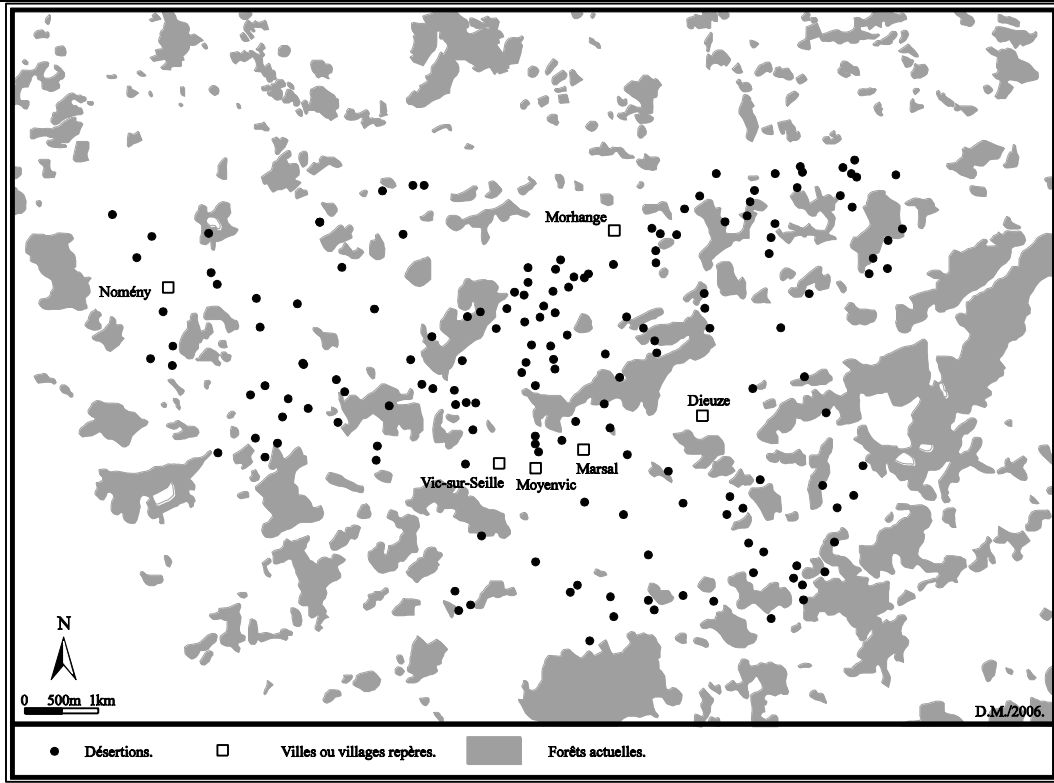 Morhange
Nomény
Dieuze
Marsal
Vic-sur-Seille
Moyenvic
N
0 500m 1km
D.M./2006.
Désertions.
Villes ou villages repères.
Forêts actuelles.